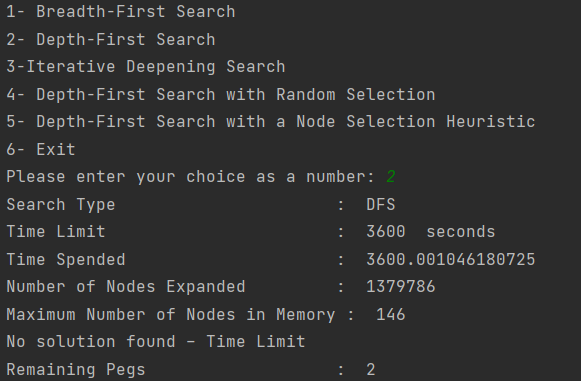 1- Breadth-First Search
2- Depth-First Search
3-Iterative Deepening Search
4- Depth-First Search with Random Selection
5- Depth-First Search with a Node Selection Heuristic
6- Exit
Please enter your choice as a number: 2
Search Type : DFS
Time Limit : 3600 seconds
Time Spended : 3600.001046180725
Number of Nodes Expanded : 1379786
Maximum Number of Nodes in Memory : 146
No solution found – Time Limit
Remaining Pegs : 2